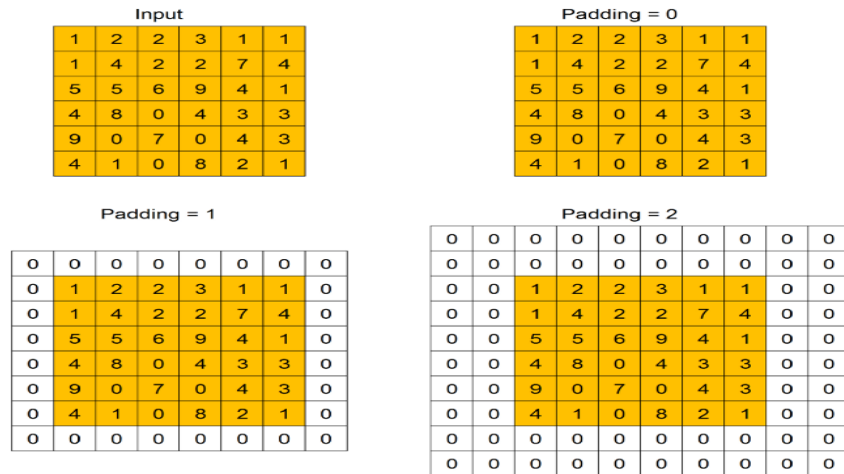 Input
1 2 2 3 1 1
1 4 2 2 7 4
5 5 6 9 4 1
4 8 0 4 3 3
9 0 7 0 4 3
4 1 0 8 2 1
Padding = 0
1 2 2 3 1 1
1 4 2 2 7 4
5 5 6 9 4 1
4 8 0 4 3 3
9 0 7 0 4 3
4 1 0 8 2 1
Padding = 1
0 0 0 0 0 0 0 0
0 1 2 2 3 1 1 0
0 1 4 2 2 7 4 0
0 5 5 6 9 4 1 0
0 4 8 0 4 3 3 0
0 9 0 7 0 4 3 0
0 4 1 0 8 2 1 0
0 0 0 0 0 0 0 0
Padding = 2
0 0 0 0 0 0 0 0 0 0
0 0 0 0 0 0 0 0 0 0
0 0 1 2 2 3 1 1 0 0
0 0 1 4 2 2 7 4 0 0
0 0 5 5 6 9 4 1 0 0
0 0 4 8 0 4 3 3 0 0
0 0 9 0 7 0 4 3 0 0
0 0 4 1 0 8 2 1 0 0
0 0 0 0 0 0 0 0 0 0
0 0 0 0 0 0 0 0 0 0